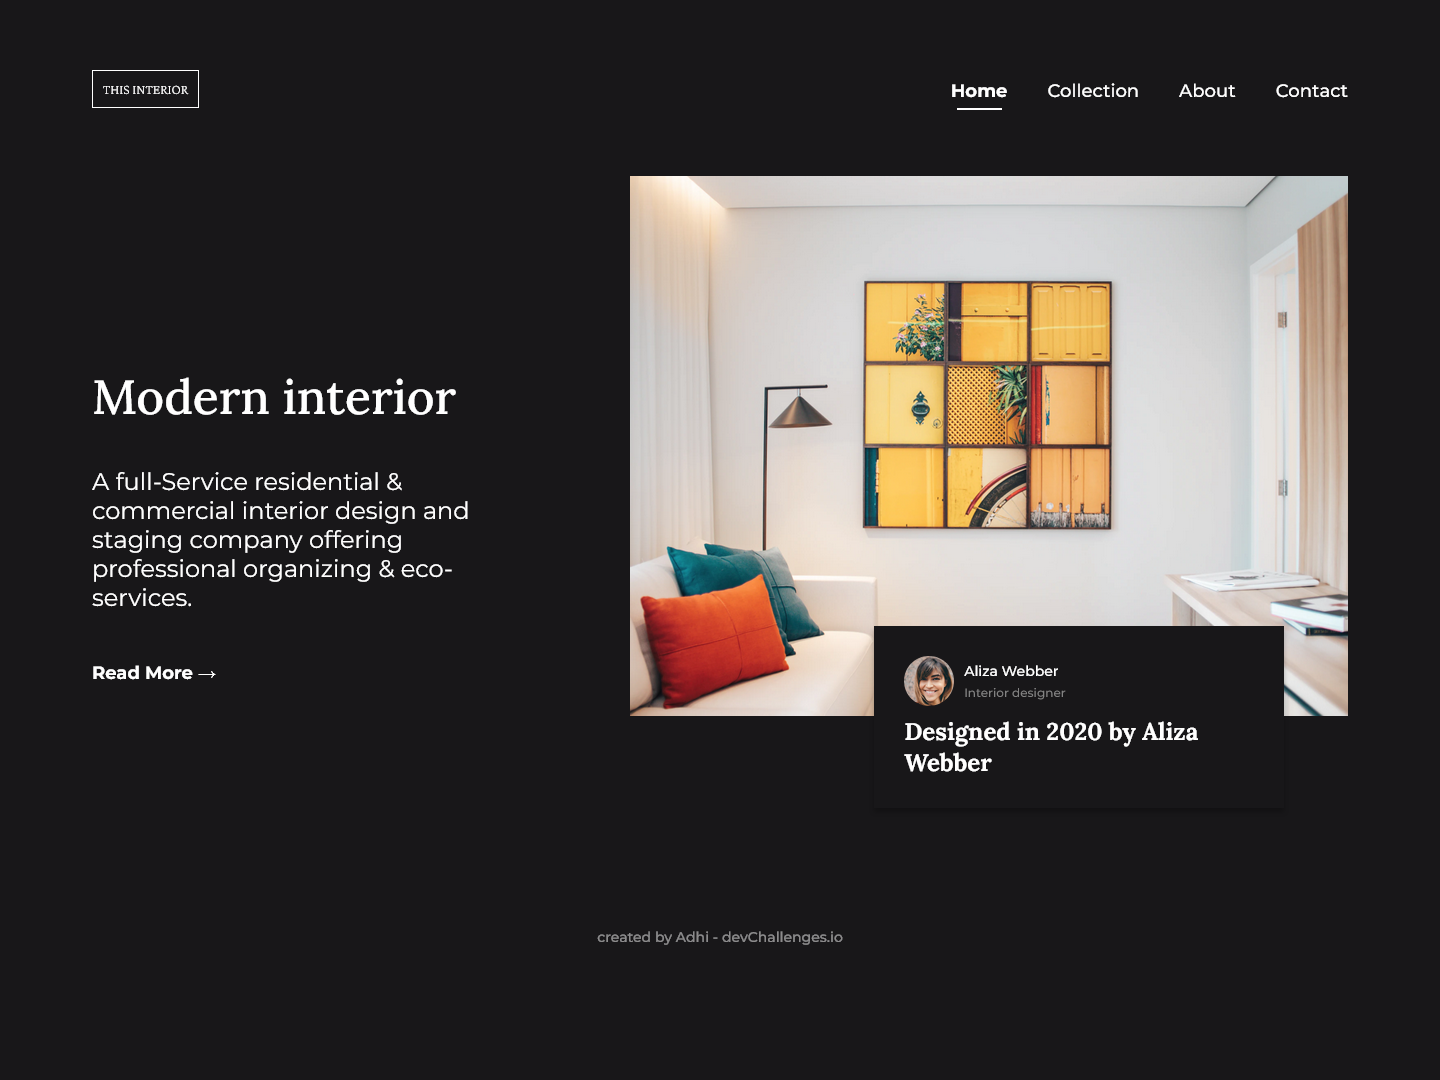 THIS INTERIOR
Home
Collection
About
Contact
Modern interior
A full-Service residential &
commercial interior design and
staging company offering
professional organizing & eco-
services.
Read More →
Aliza Webber
Interior designer
Designed in 2020 by Aliza
Webber
created by Adhi - devChallenges.io